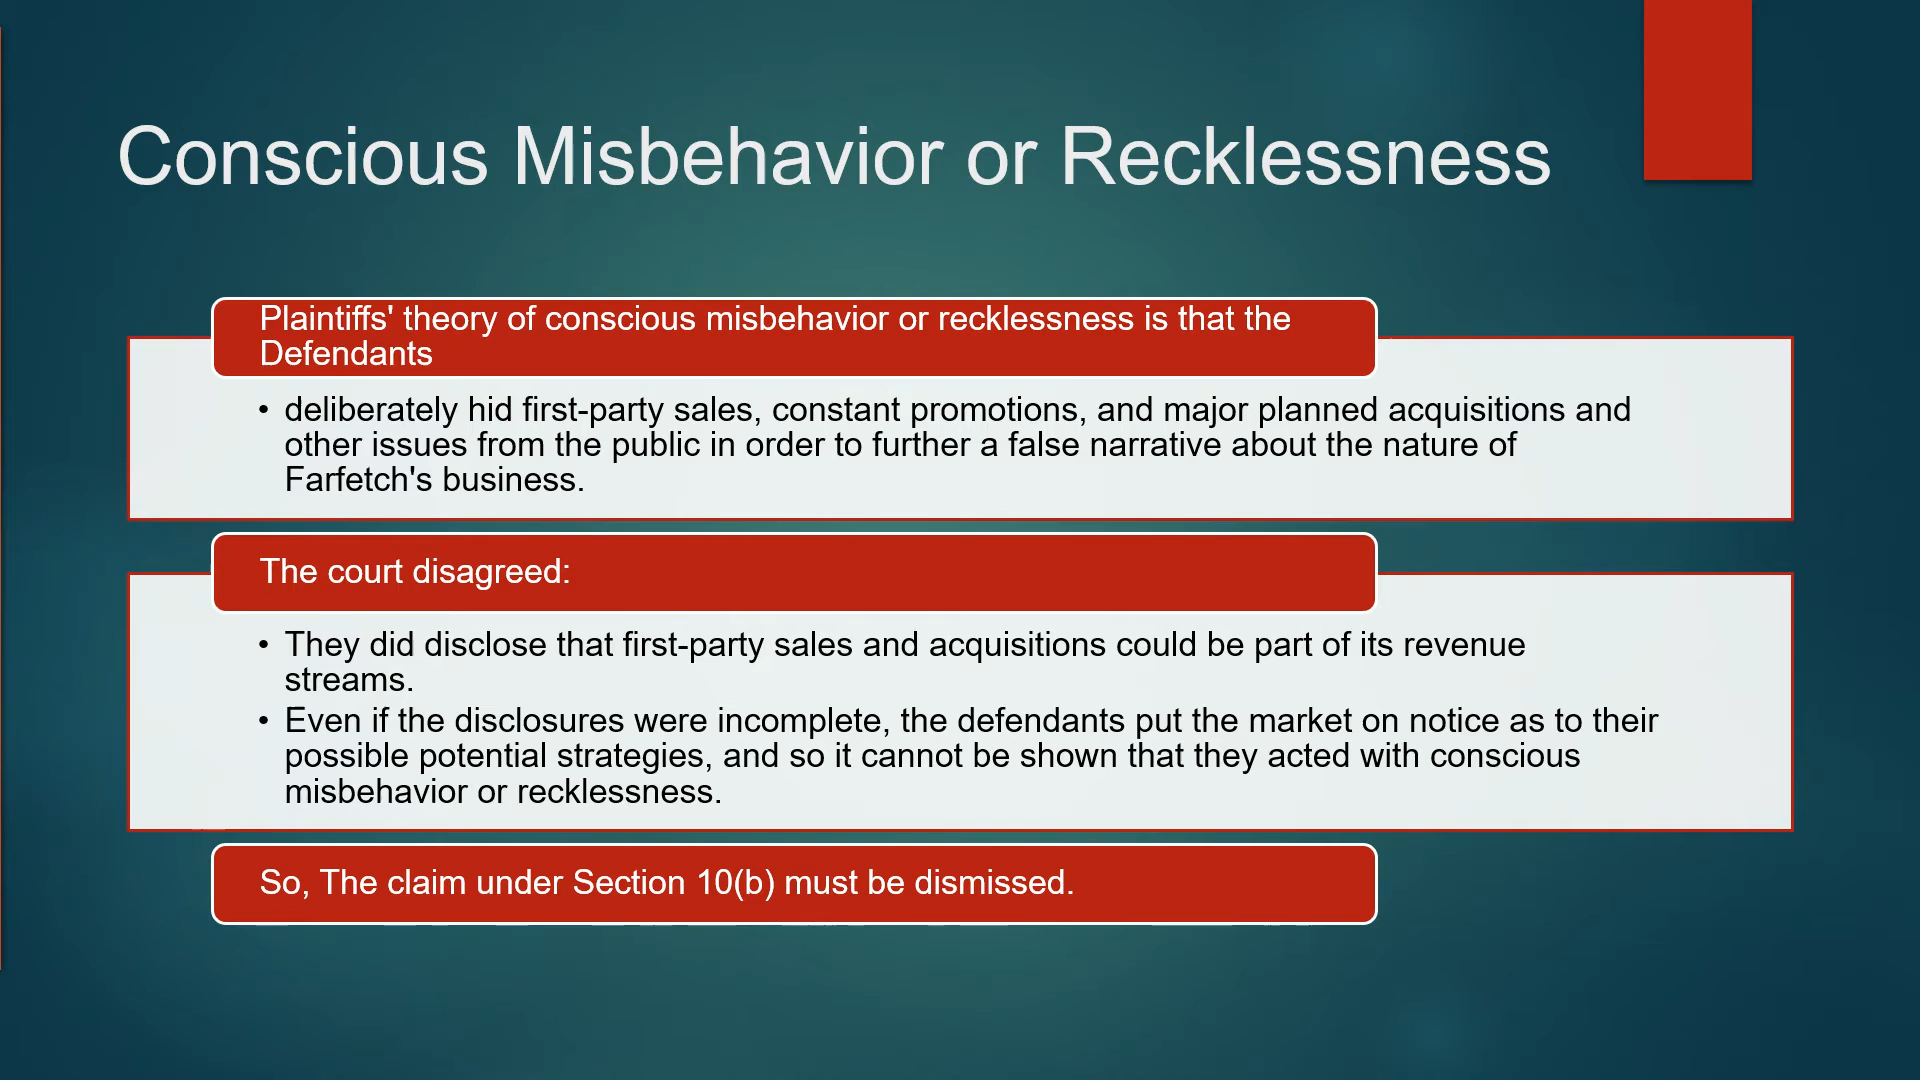 Conscious Misbehavior or Recklessness
Plaintiffs' theory of conscious misbehavior or recklessness is that the
Defendants
• deliberately hid first-party sales, constant promotions, and major planned acquisitions and
other issues from the public in order to further a false narrative about the nature of
Farfetch's business.
The court disagreed:
• They did disclose that first-party sales and acquisitions could be part of its revenue
streams.
• Even if the disclosures were incomplete, the defendants put the market on notice as to their
possible potential strategies, and so it cannot be shown that they acted with conscious
misbehavior or recklessness.
So, The claim under Section 10(b) must be dismissed.